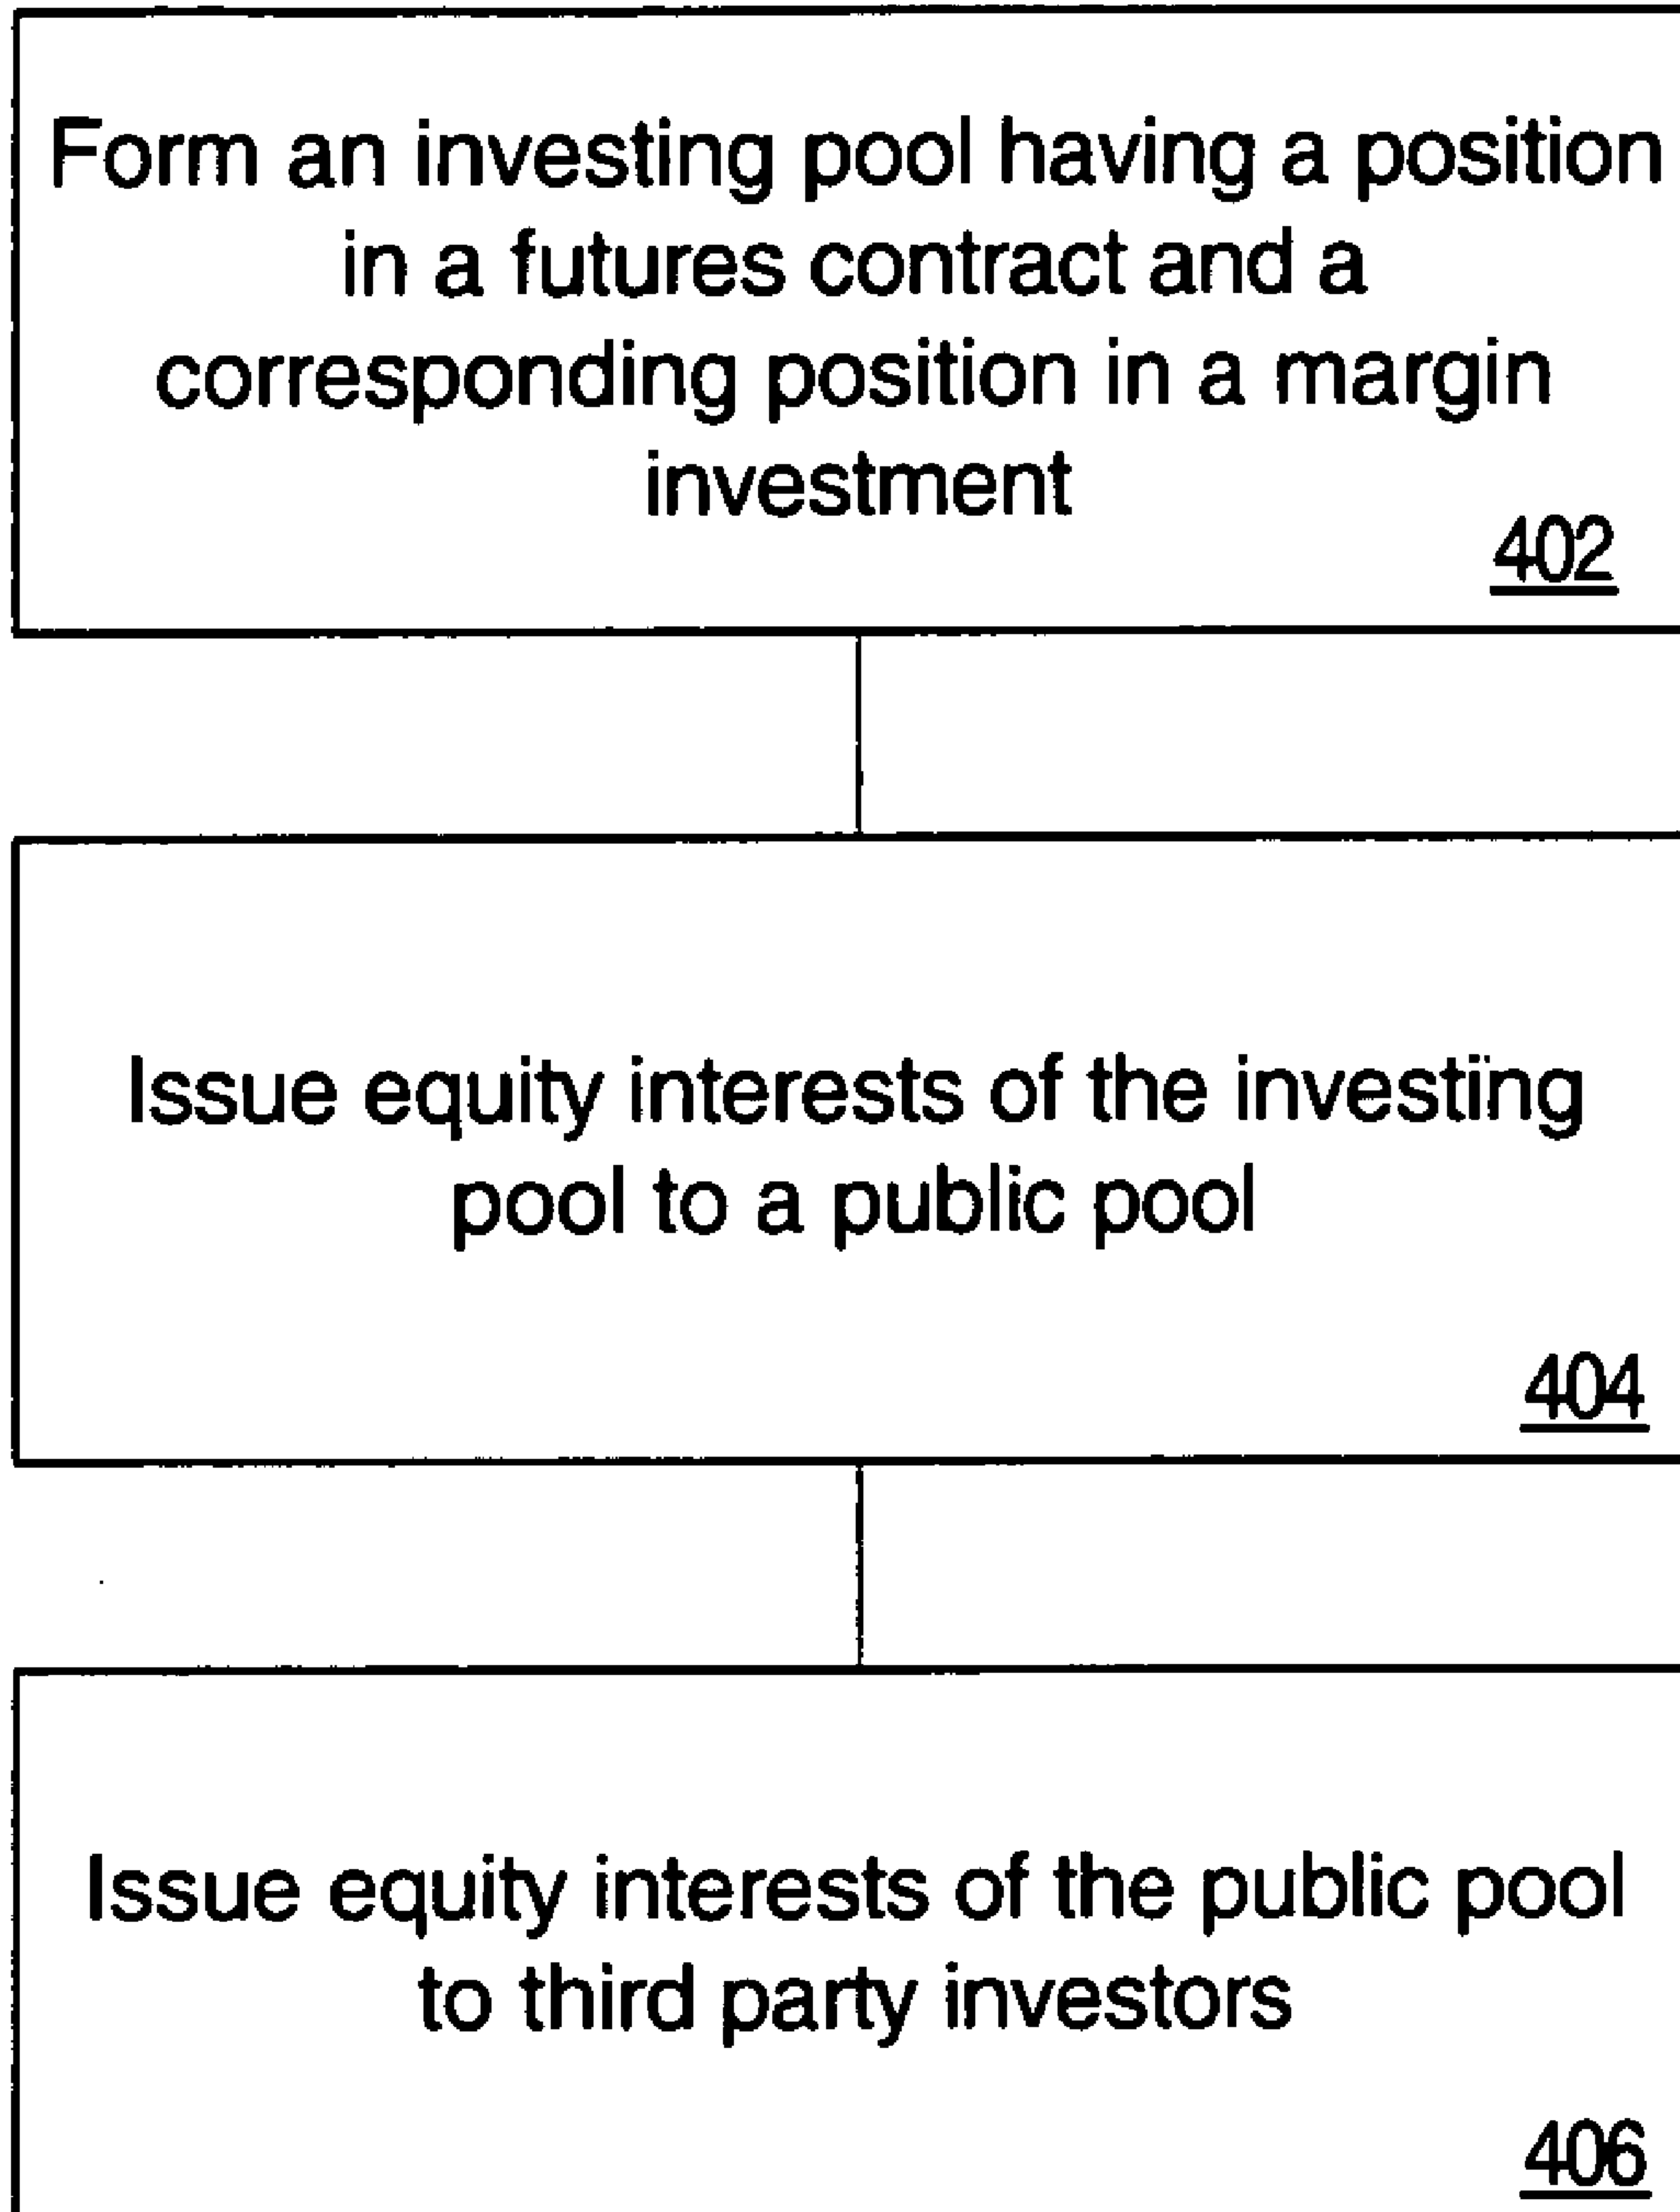 Form an investing pool having a position
in a futures contract and a
corresponding position in a margin
investment
402
Issue equity interests of the investing
pool to a public pool
404
Issue equity interests of the public pool
to third party investors
406